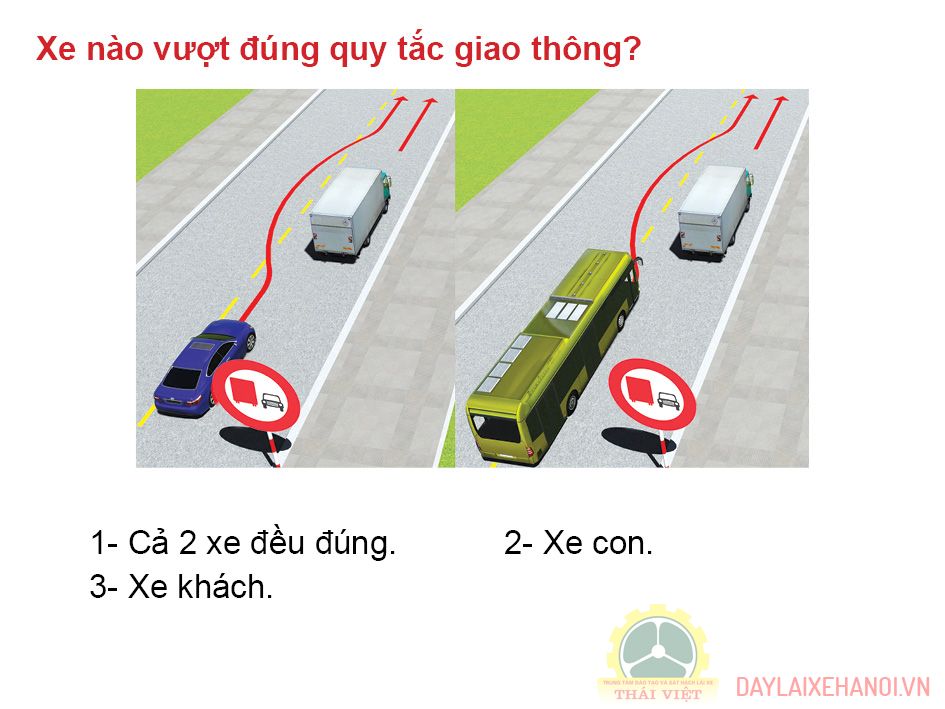 Xe nào vượt đúng quy tắc giao thông?
1- Cả 2 xe đều đúng. 2- Xe con.
3- Xe khách.
TRUNG TÂM ĐÀO TẠO VÀ SÁT HẠCH LÁI XE
THÁI VIỆT
DAYLAIXEHANOI.VN